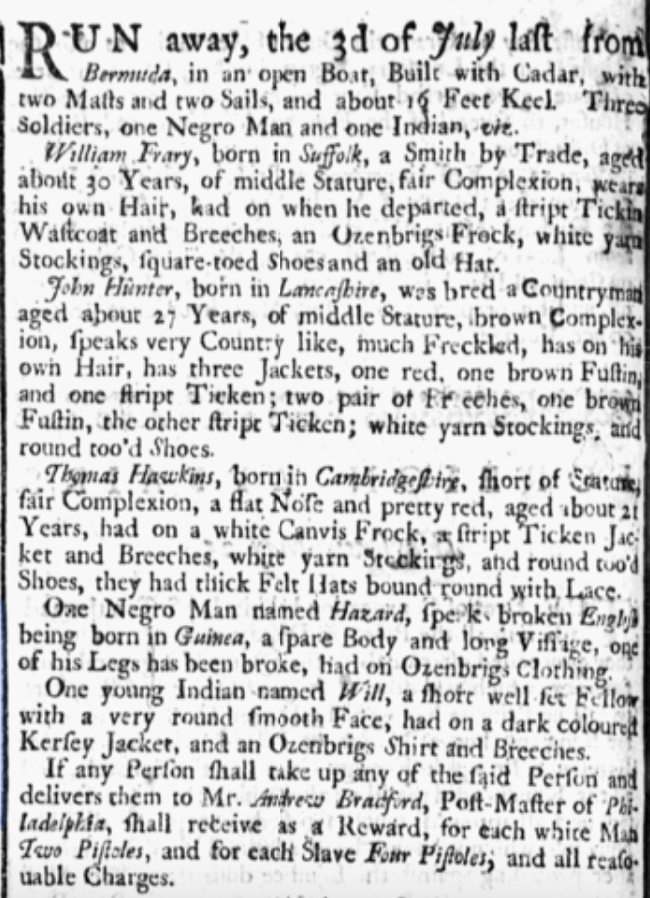 RUN away, the 3d of July laſt from
Bermuda, in an open Boat, Built with Cadar, with
two Maſts and two Sails, and about 16 Feet Keel. Three
Soldiers, one Negro Man and one Indian, viz.
William Frary, born in Suffolk, a Smith by Trade, aged
about 30 Years, of middle Stature, fair Complexion, wears
his own Hair, had on when he departed, a ſtript Tickin
Waſtcoat and Breeches, an Ozenbrigs Frock, white yarn
Stockings, ſquare-toed Shoes and an old Hat.
John Hunter, born in Lancaſhire, was bred a Countryman
aged about 27 Years, of middle Stature, brown Complex-
ion, ſpeaks very Country like, much Freckled, has on his
own Hair, has three Jackets, one red, one brown Fuſtin,
and one ſtript Ticken; two pair of Breeches, one brown
Fuſtin, the other ſtript Ticken; white yarn Stockings, and
round too'd Shoes.
Thomas Hawkins, born in Cambridgeſhire, ſhort of Stature,
fair Complexion, a flat Noſe and pretty red, aged about 21
Years, had on a white Canvis Frock, a ſtript Ticken Jac-
ket and Breeches, white yarn Stockings, and round too'd
Shoes, they had thick Felt Hats bound round with Lace.
One Negro Man named Hazard, ſpeaks broken Engliſh
being born in Guinea, a ſpare Body and long Viſſage, one
of his Legs has been broke, had on Ozenbrigs Clothing.
One young Indian named Will, a ſhort well ſet Fellow
with a very round ſmooth Face, had on a dark coloured
Kerſey Jacket, and an Ozenbrigs Shirt and Breeches.
If any Perſon ſhall take up any of the ſaid Perſon and
delivers them to Mr. Andrew Bradford, Poſt-Maſter of Phi-
ladelphia, ſhall receive as a Reward, for each white Man
Two Piſtoles, and for each Slave Four Piſtoles, and all reaſo-
nable Charges.